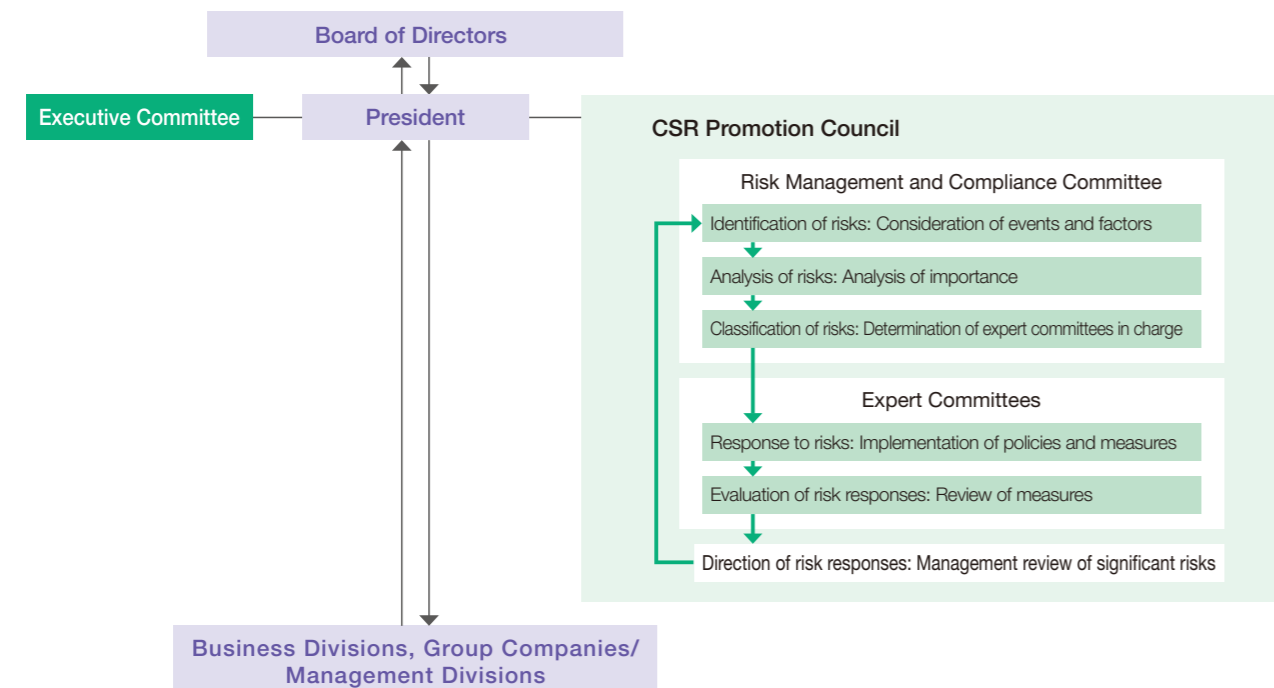 Board of Directors
Executive Committee
President
CSR Promotion Council
Risk Management and Compliance Committee
Identification of risks: Consideration of events and factors
Analysis of risks: Analysis of importance
Classification of risks: Determination of expert committees in charge
Expert Committees
Response to risks: Implementation of policies and measures
Evaluation of risk responses: Review of measures
Direction of risk responses: Management review of significant risks
Business Divisions, Group Companies/
Management Divisions